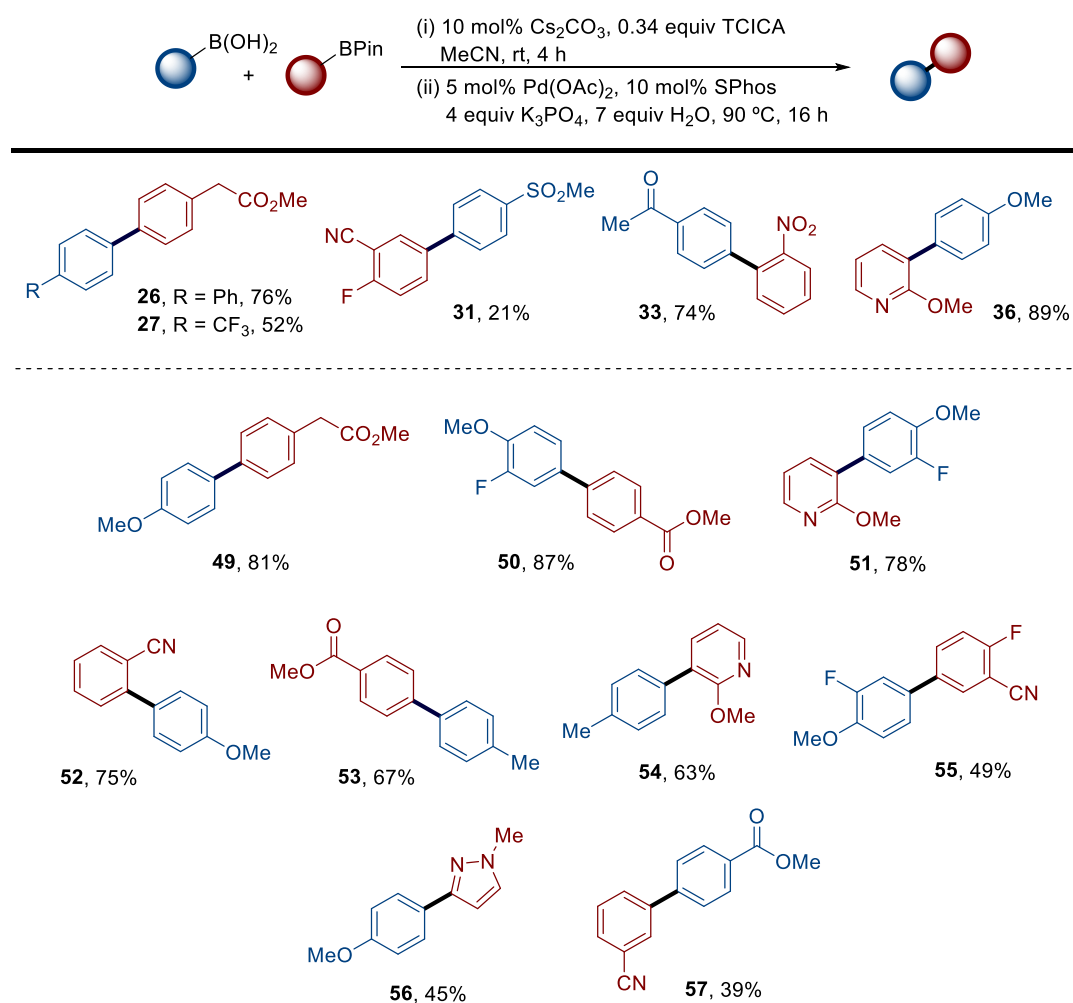 B(OH)₂
+
BPin
(i) 10 mol% Cs₂CO₃, 0.34 equiv TCICA
MeCN, rt, 4 h
(ii) 5 mol% Pd(OAc)₂, 10 mol% SPhos
4 equiv K₃PO₄, 7 equiv H₂O, 90 ºC, 16 h
CO₂Me
R
26, R = Ph, 76%
27, R = CF₃, 52%
SO₂Me
NC
F
31, 21%
O
Me
NO₂
33, 74%
OMe
N
OMe
36, 89%
CO₂Me
MeO
49, 81%
MeO
F
OMe
O
50, 87%
OMe
F
N
OMe
51, 78%
CN
OMe
52, 75%
O
MeO
Me
53, 67%
N
OMe
Me
54, 63%
F
F
CN
MeO
55, 49%
Me
N
N
MeO
56, 45%
O
OMe
CN
57, 39%